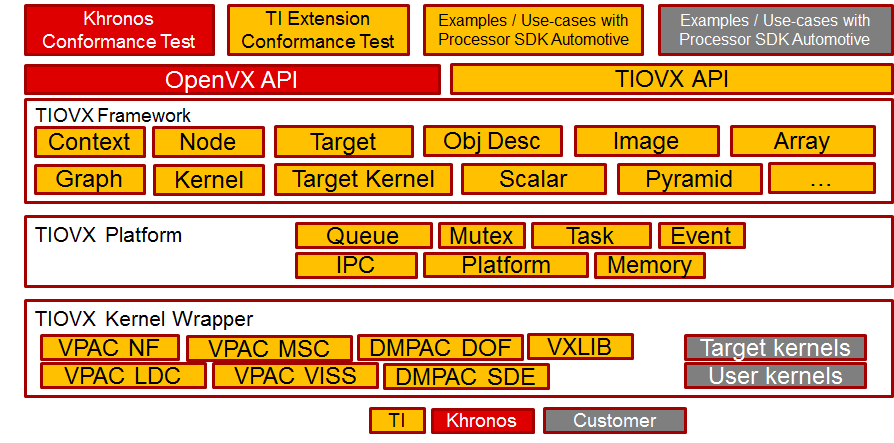 Khronos
Conformance Test
TI Extension
Conformance Test
Examples / Use-cases with
Processor SDK Automotive
Examples / Use-cases with
Processor SDK Automotive
OpenVX API
TIOVX API
TIOVX Framework
Context
Node
Target
Obj Desc
Image
Array
Graph
Kernel
Target Kernel
Scalar
Pyramid
...
TIOVX Platform
Queue
Mutex
Task
Event
IPC
Platform
Memory
TIOVX Kernel Wrapper
VPAC NF
VPAC MSC
DMPAC DOF
VXLIB
Target kernels
VPAC LDC
VPAC VISS
DMPAC SDE
User kernels
TI
Khronos
Customer